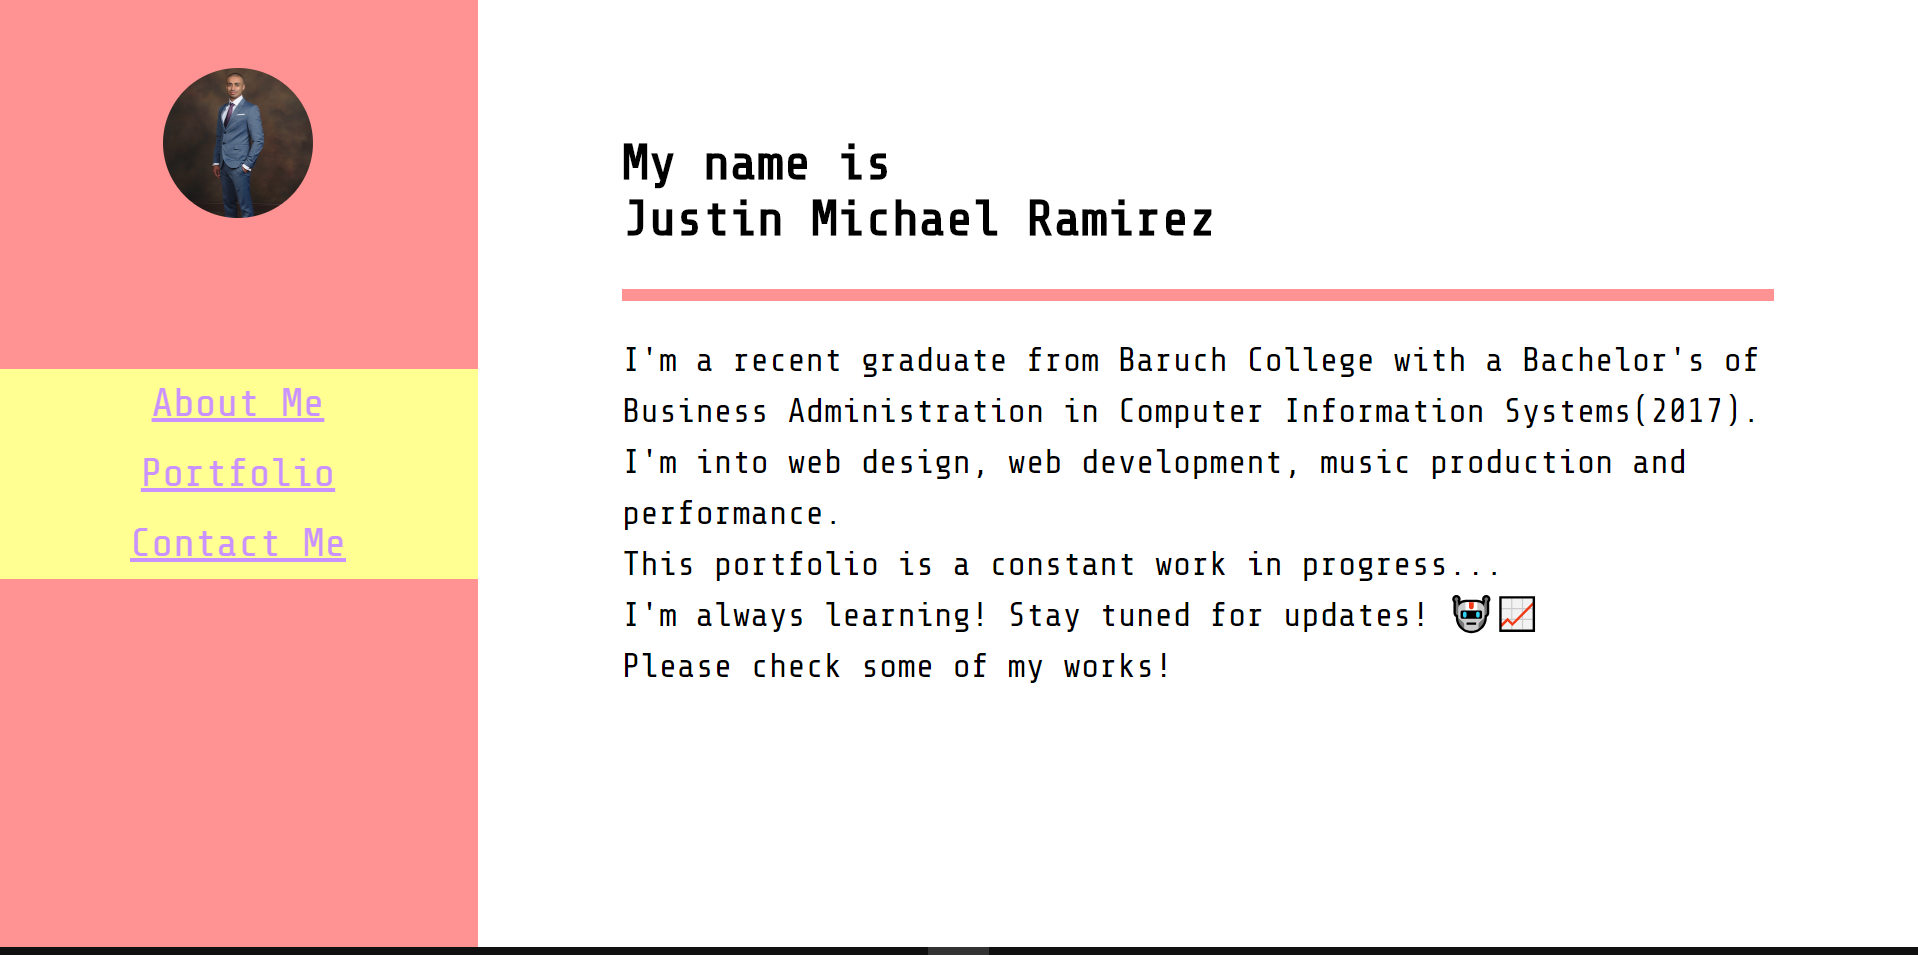 About Me
Portfolio
Contact Me
My name is
Justin Michael Ramirez
I'm a recent graduate from Baruch College with a Bachelor's of
Business Administration in Computer Information Systems(2017).
I'm into web design, web development, music production and
performance.
This portfolio is a constant work in progress...
I'm always learning! Stay tuned for updates! 🤖📈
Please check some of my works!